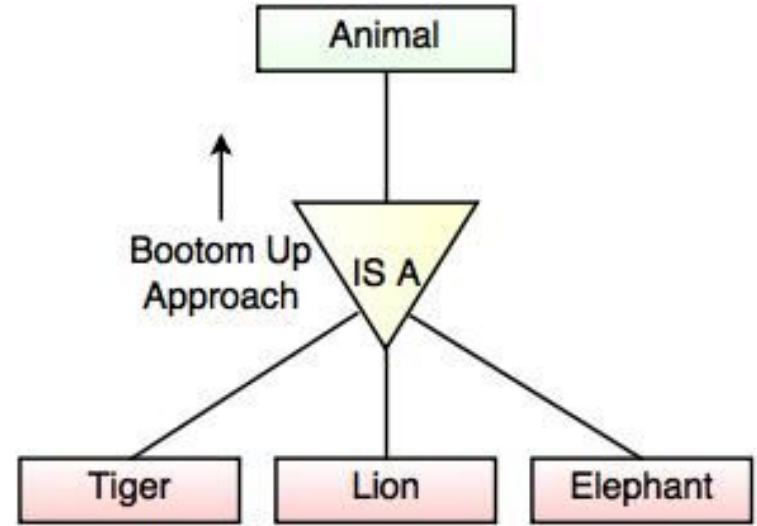 Animal
Bootom Up
Approach
IS A
Tiger
Lion
Elephant